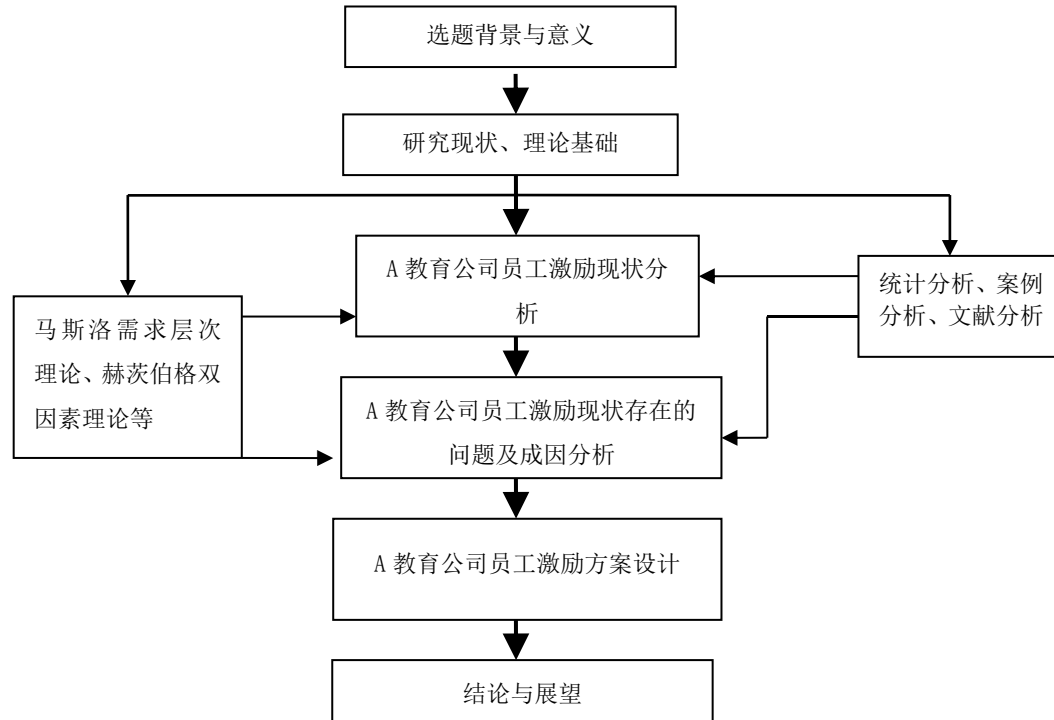 选题背景与意义
研究现状、理论基础
A 教育公司员工激励现状分
析
统计分析、案例
分析、文献分析
马斯洛需求层次
理论、赫茨伯格双
因素理论等
A 教育公司员工激励现状存在的
问题及成因分析
A 教育公司员工激励方案设计
结论与展望